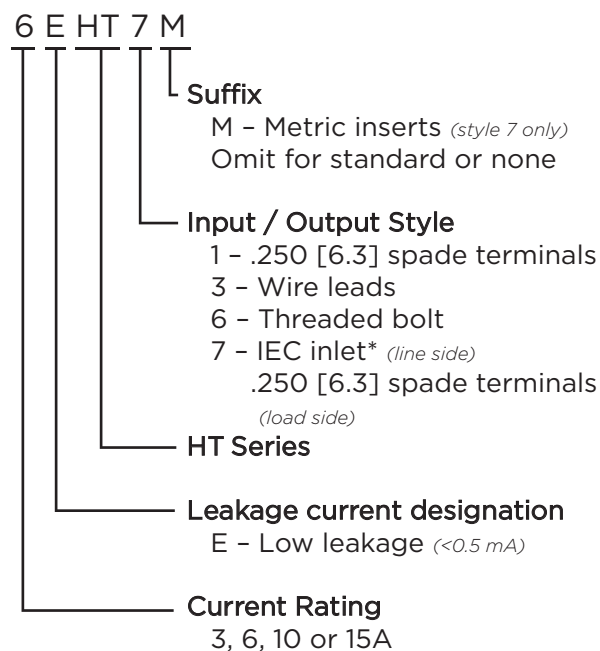 6 E HT 7 M
Suffix
M – Metric inserts (style 7 only)
Omit for standard or none
Input / Output Style
1 – .250 [6.3] spade terminals
3 – Wire leads
6 – Threaded bolt
7 – IEC inlet* (line side)
.250 [6.3] spade terminals
(load side)
HT Series
Leakage current designation
E – Low leakage (<0.5 mA)
Current Rating
3, 6, 10 or 15A